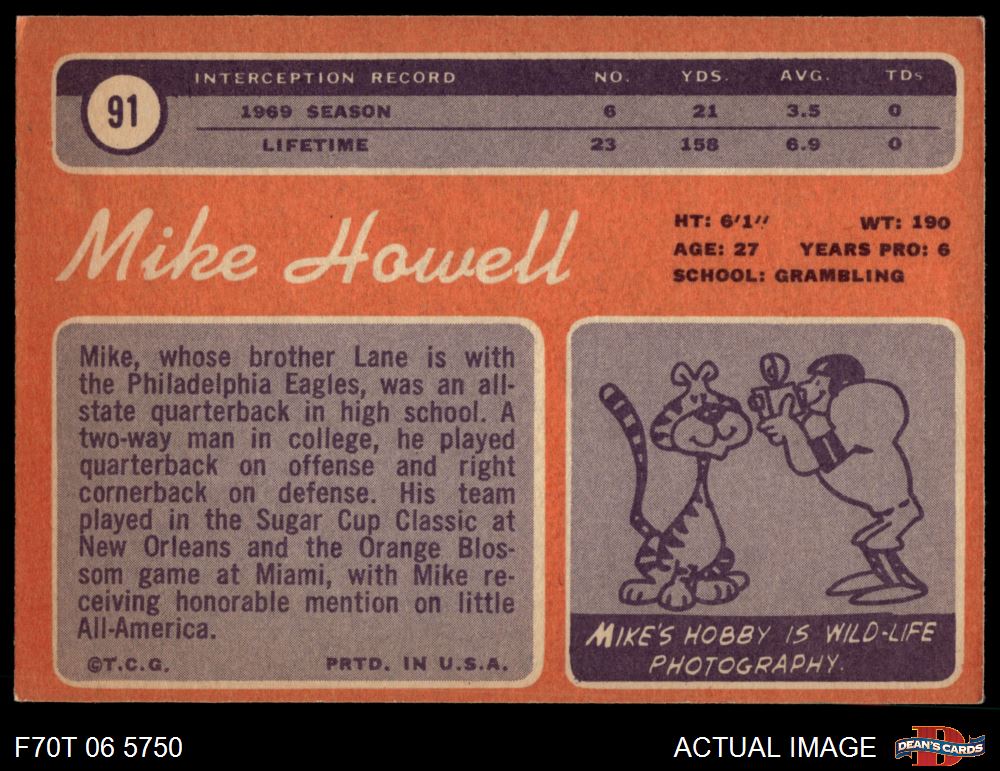 91
INTERCEPTION RECORD NO. YDS. AVG. TDs
1969 SEASON 6 21 3.5 0
LIFETIME 23 158 6.9 0
Mike Howell
HT: 6'1" WT: 190
AGE: 27 YEARS PRO: 6
SCHOOL: GRAMBLING
Mike, whose brother Lane is with
the Philadelphia Eagles, was an all-
state quarterback in high school. A
two-way man in college, he played
quarterback on offense and right
cornerback on defense. His team
played in the Sugar Cup Classic at
New Orleans and the Orange Blos-
som game at Miami, with Mike re-
ceiving honorable mention on little
All-America.
©T.C.G. PRTD. IN U.S.A.
MIKE'S HOBBY IS WILD-LIFE
PHOTOGRAPHY.
F70T 06 5750
ACTUAL IMAGE
D
DEAN'S CARDS